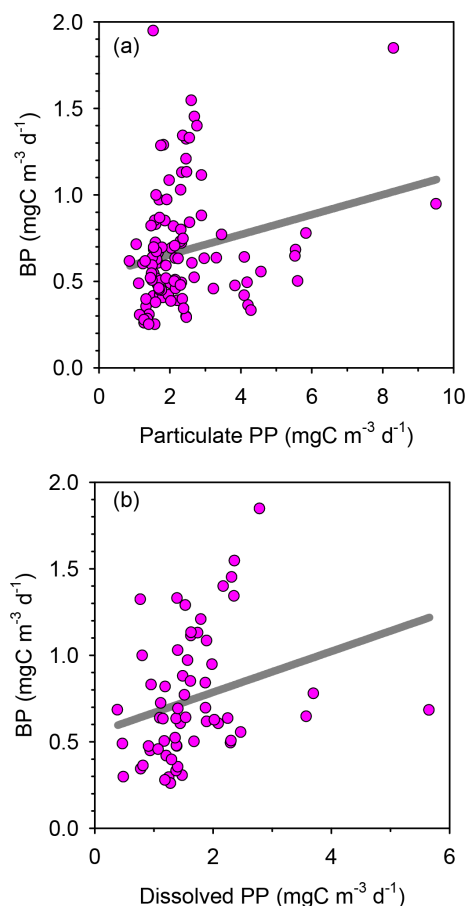 (a)
2.0
1.5
1.0
0.5
0.0
BP (mgC m⁻³ d⁻¹)
0 2 4 6 8 10
Particulate PP (mgC m⁻³ d⁻¹)
(b)
2.0
1.5
1.0
0.5
0.0
BP (mgC m⁻³ d⁻¹)
0 2 4 6
Dissolved PP (mgC m⁻³ d⁻¹)